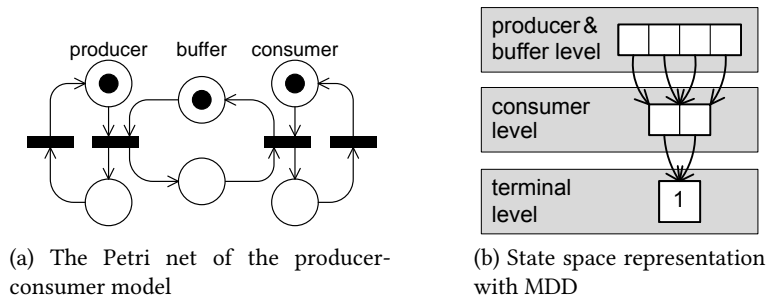 producer buffer consumer
producer &
buffer level
consumer
level
terminal
level
1
(a) The Petri net of the producer-
consumer model
(b) State space representation
with MDD